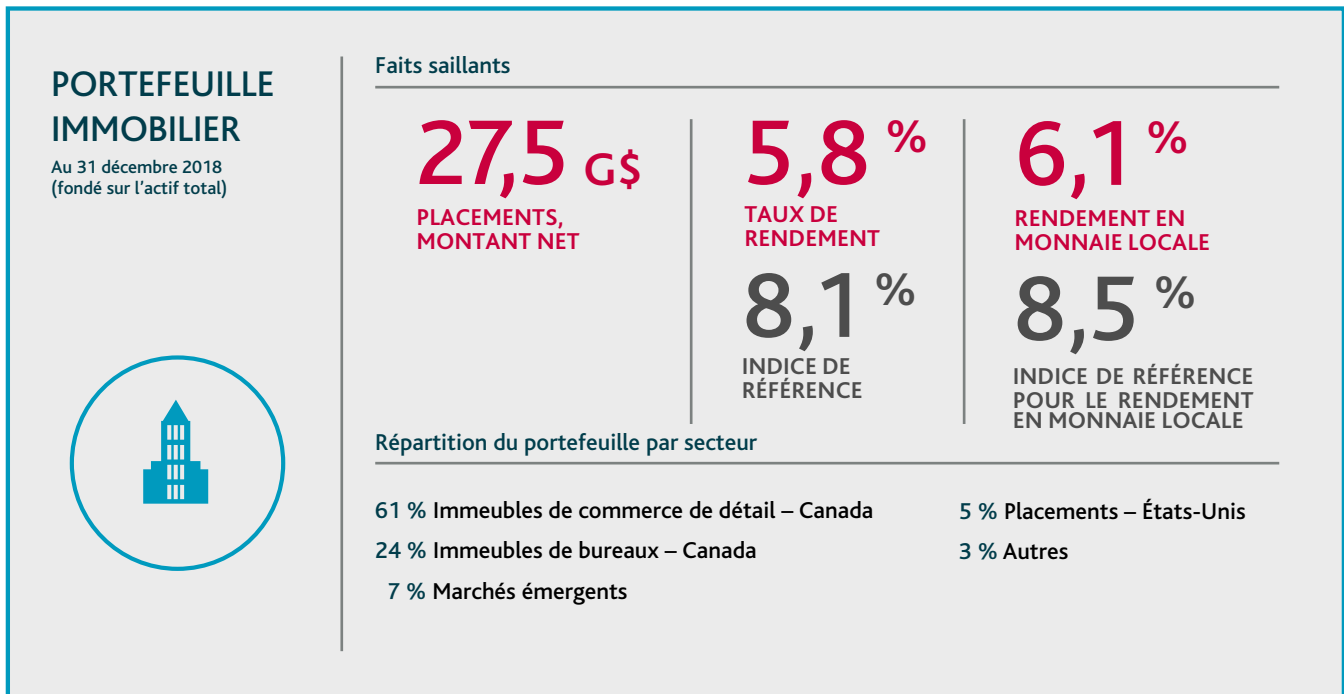 PORTEFEUILLE
IMMOBILIER
Au 31 décembre 2018
(fondé sur l'actif total)
Faits saillants
27,5 G$
PLACEMENTS,
MONTANT NET
5,8 %
TAUX DE
RENDEMENT
8,1 %
INDICE DE
RÉFÉRENCE
6,1 %
RENDEMENT EN
MONNAIE LOCALE
8,5 %
INDICE DE RÉFÉRENCE
POUR LE RENDEMENT
EN MONNAIE LOCALE
Répartition du portefeuille par secteur
61 % Immeubles de commerce de détail – Canada
24 % Immeubles de bureaux – Canada
7 % Marchés émergents
5 % Placements – États-Unis
3 % Autres